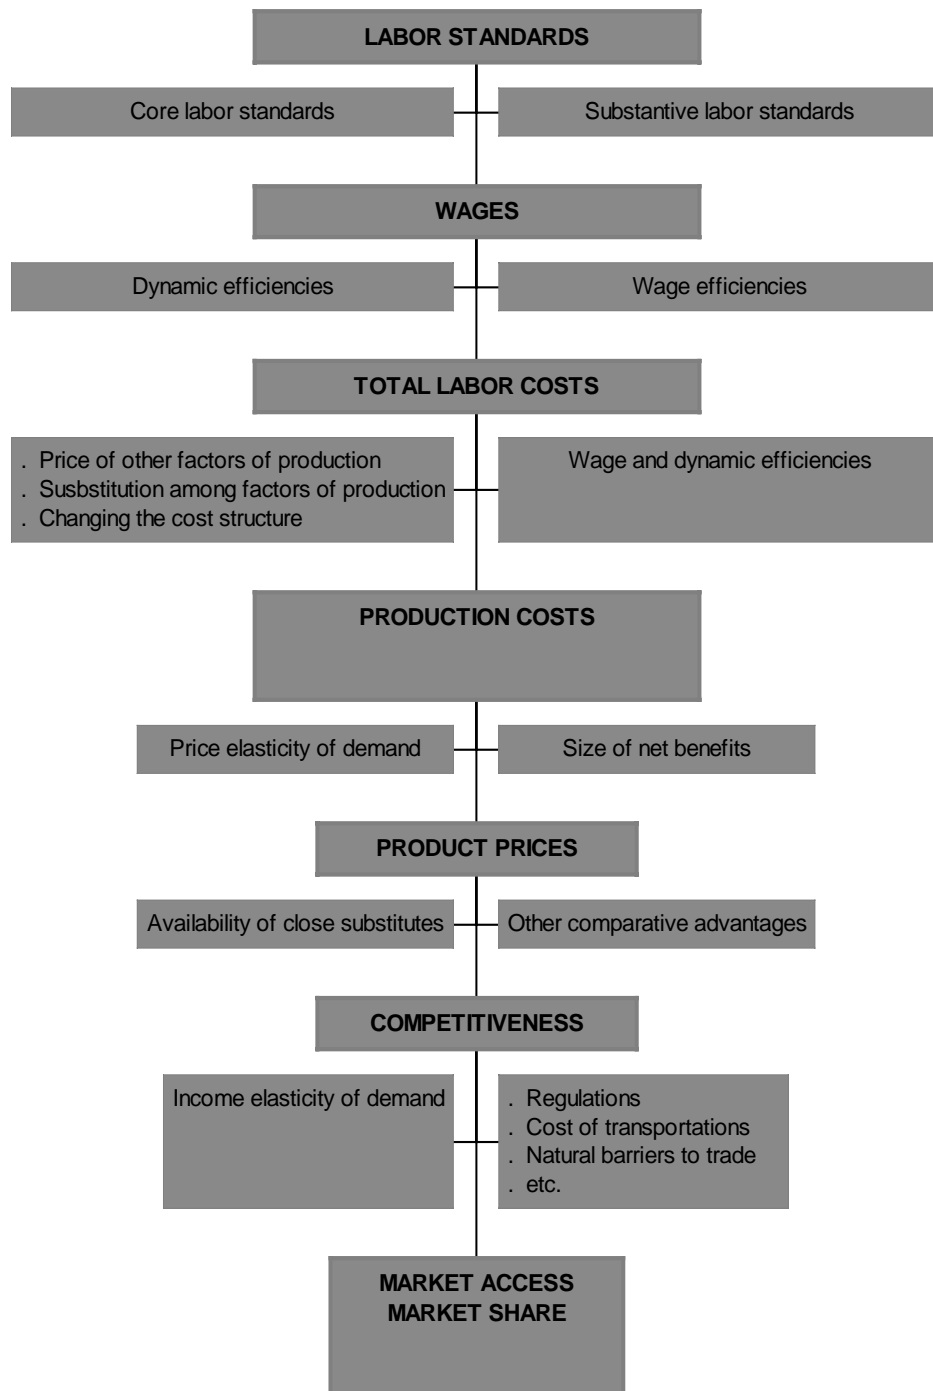 LABOR STANDARDS
Core labor standards
Substantive labor standards
WAGES
Dynamic efficiencies
Wage efficiencies
TOTAL LABOR COSTS
. Price of other factors of production
. Susbstitution among factors of production
. Changing the cost structure
Wage and dynamic efficiencies
PRODUCTION COSTS
Price elasticity of demand
Size of net benefits
PRODUCT PRICES
Availability of close substitutes
Other comparative advantages
COMPETITIVENESS
Income elasticity of demand
. Regulations
. Cost of transportations
. Natural barriers to trade
. etc.
MARKET ACCESS
MARKET SHARE